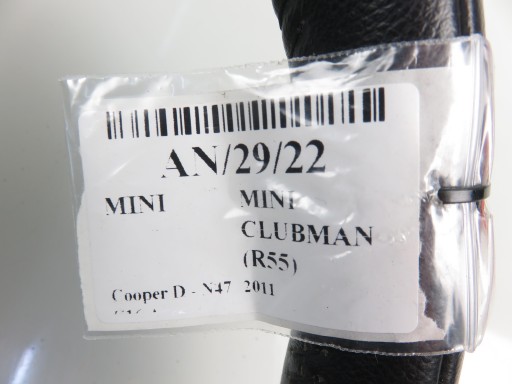 AN/29/22
MINI MINI
CLUBMAN
(R55)
Cooper D - N47 2011